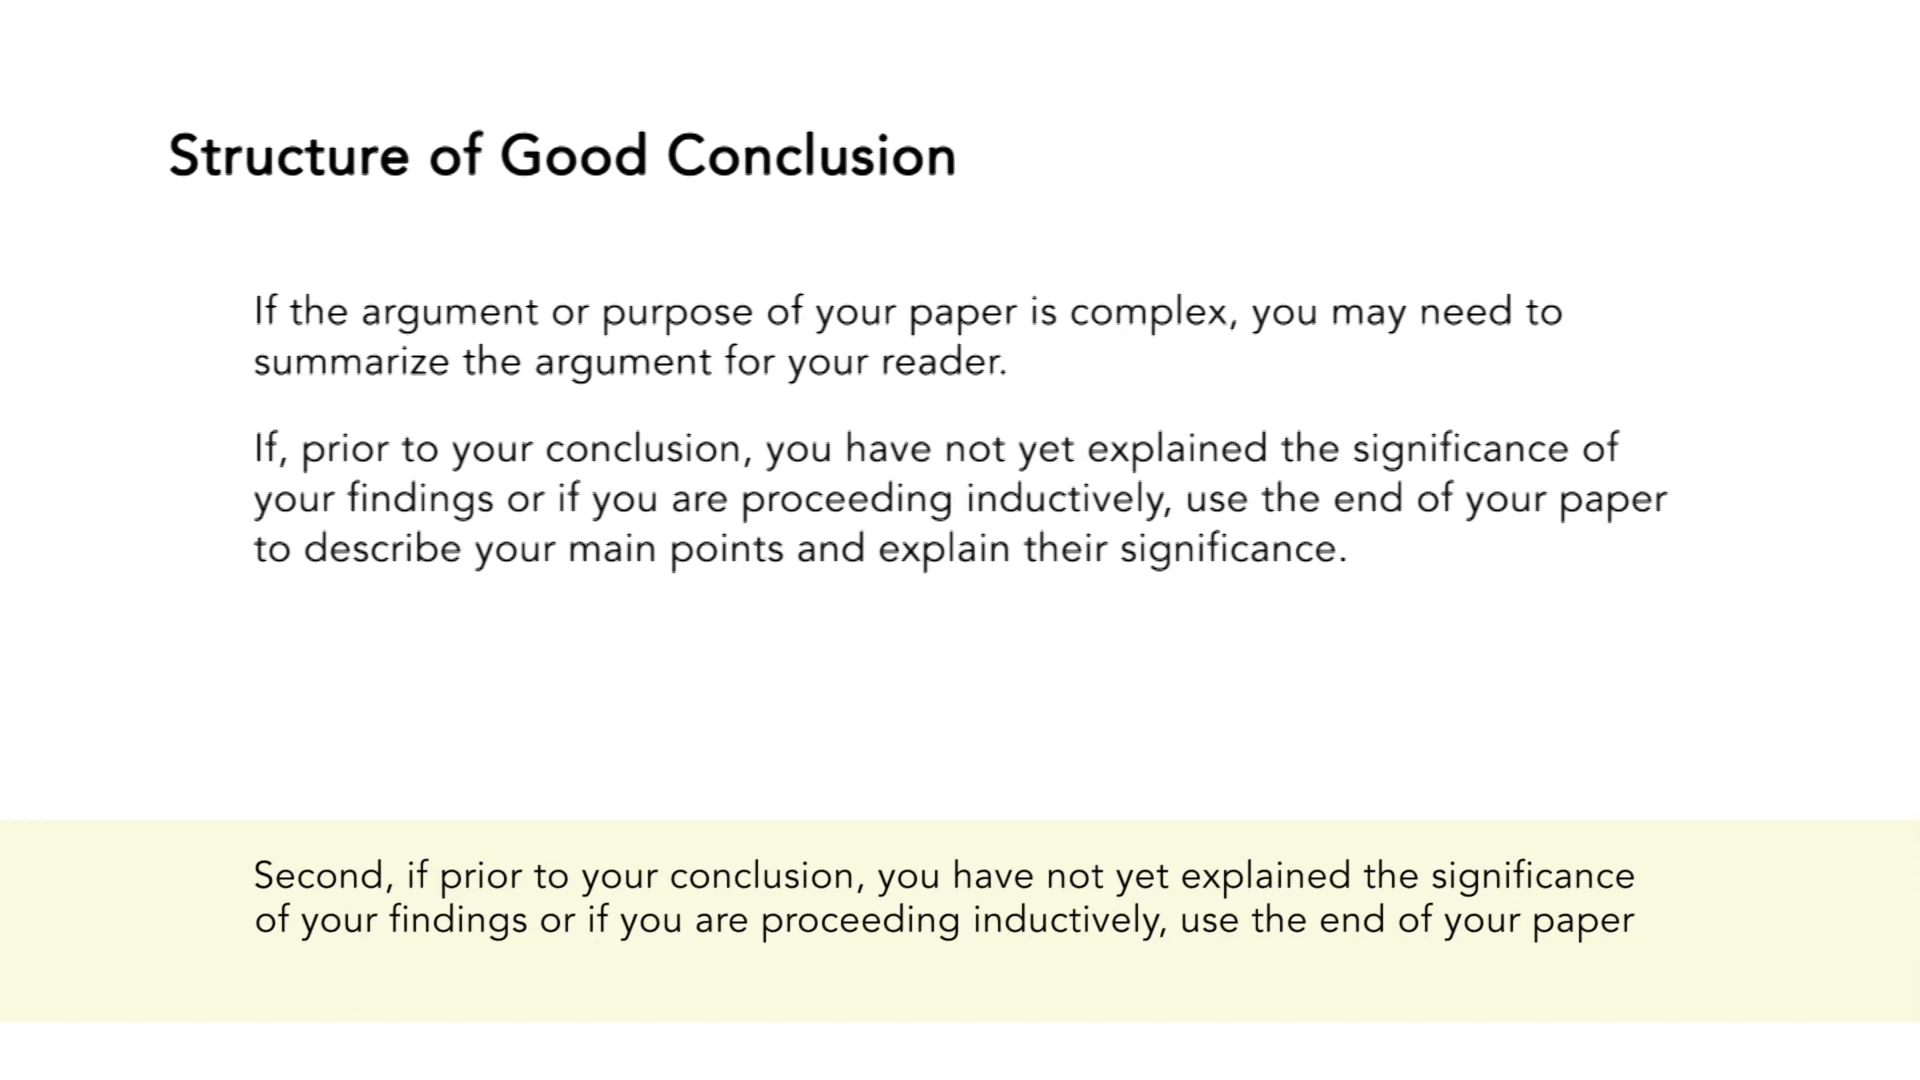 Structure of Good Conclusion
If the argument or purpose of your paper is complex, you may need to
summarize the argument for your reader.
If, prior to your conclusion, you have not yet explained the significance of
your findings or if you are proceeding inductively, use the end of your paper
to describe your main points and explain their significance.
Second, if prior to your conclusion, you have not yet explained the significance
of your findings or if you are proceeding inductively, use the end of your paper